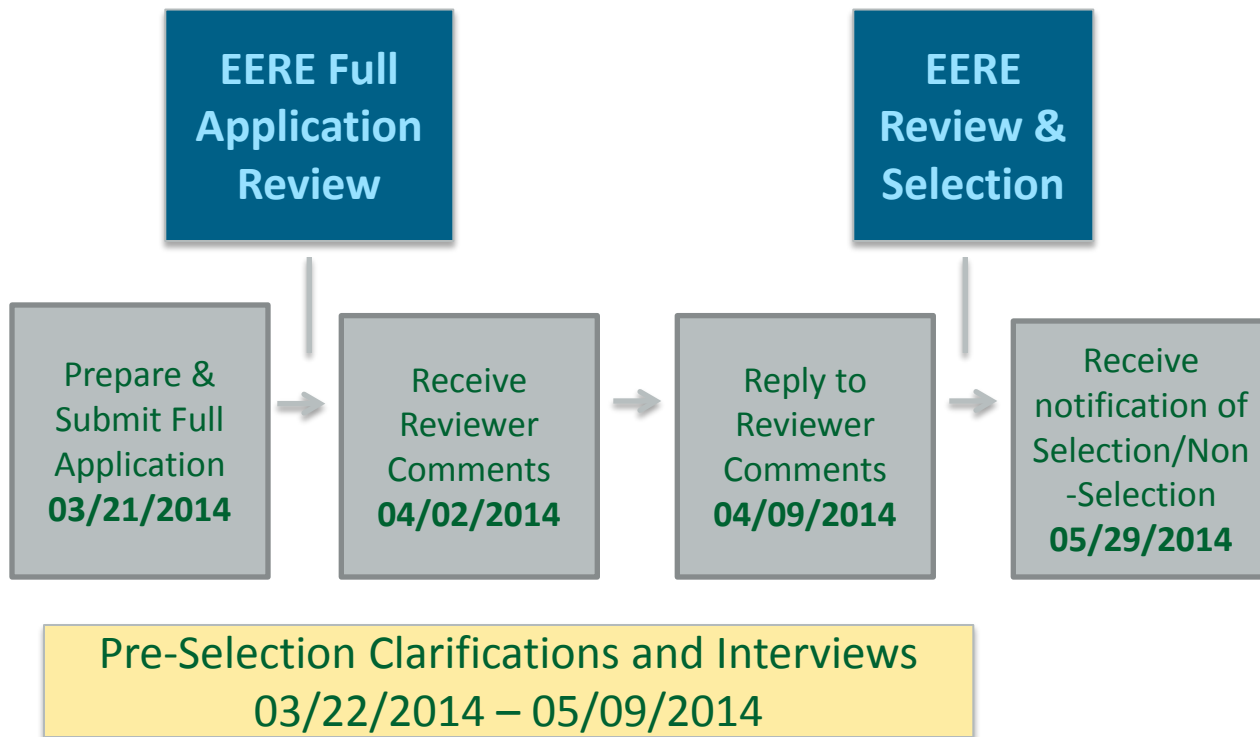 EERE Full
Application
Review
EERE
Review &
Selection
Prepare &
Submit Full
Application
03/21/2014
Receive
Reviewer
Comments
04/02/2014
Reply to
Reviewer
Comments
04/09/2014
Receive
notification of
Selection/Non
-Selection
05/29/2014
Pre-Selection Clarifications and Interviews
03/22/2014 – 05/09/2014